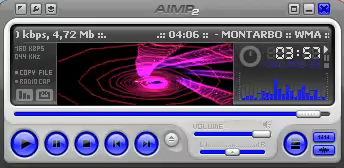 AIMP2
) kbps, 4,72 Mb ::. .:: 04:06 :: - MONTARBO :: WMA ::
160 KBPS
044 KHZ
COPY FILE
RADIOCAP
03:57
VOLUME
L R